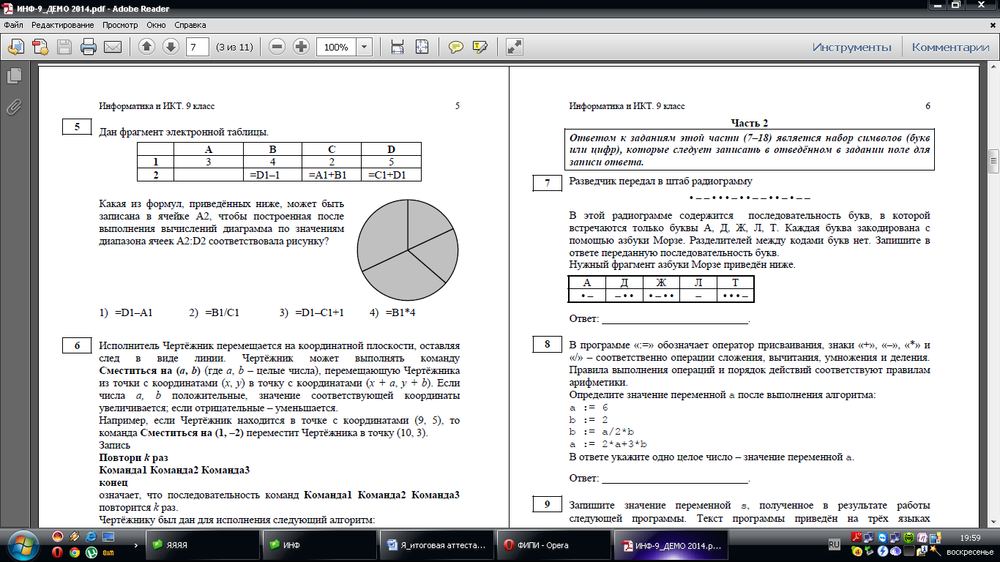 ИНФ-9_ДЕМО 2014.pdf - Adobe Reader
Файл Редактирование Просмотр Окно Справка
7 (3 из 11) 100% Инструменты Комментарии
Информатика и ИКТ. 9 класс 5
5
Дан фрагмент электронной таблицы.
A B C D
1 3 4 2 5
2 =D1–1 =A1+B1 =C1+D1
Какая из формул, приведённых ниже, может быть
записана в ячейке A2, чтобы построенная после
выполнения вычислений диаграмма по значениям
диапазона ячеек A2:D2 соответствовала рисунку?
1) =D1–A1 2) =B1/C1 3) =D1–C1+1 4) =B1*4
6
Исполнитель Чертёжник перемещается на координатной плоскости, оставляя
след в виде линии. Чертёжник может выполнять команду
Сместиться на (a, b) (где a, b – целые числа), перемещающую Чертёжника
из точки с координатами (x, y) в точку с координатами (x + a, y + b). Если
числа a, b положительные, значение соответствующей координаты
увеличивается; если отрицательные – уменьшается.
Например, если Чертёжник находится в точке с координатами (9, 5), то
команда Сместиться на (1, –2) переместит Чертёжника в точку (10, 3).
Запись
Повтори k раз
Команда1 Команда2 Команда3
конец
означает, что последовательность команд Команда1 Команда2 Команда3
повторится k раз.
Чертёжнику был дан для исполнения следующий алгоритм:
Информатика и ИКТ. 9 класс 6
Часть 2
Ответом к заданиям этой части (7–18) является набор символов (букв
или цифр), которые следует записать в отведённом в задании поле для
записи ответа.
7
Разведчик передал в штаб радиограмму
• – – • • • – • • – – • • – • – –
В этой радиограмме содержится последовательность букв, в которой
встречаются только буквы А, Д, Ж, Л, Т. Каждая буква закодирована с
помощью азбуки Морзе. Разделителей между кодами букв нет. Запишите в
ответе переданную последовательность букв.
Нужный фрагмент азбуки Морзе приведён ниже.
А Д Ж Л Т
• – – • • • – • • – • • • –
Ответ: ___________________________.
8
В программе «:=» обозначает оператор присваивания, знаки «+», «–», «*» и
«/» – соответственно операции сложения, вычитания, умножения и деления.
Правила выполнения операций и порядок действий соответствуют правилам
арифметики.
Определите значение переменной a после выполнения алгоритма:
a := 6
b := 2
b := a/2*b
a := 2*a+3*b
В ответе укажите одно целое число – значение переменной a.
Ответ: ___________________________.
9
Запишите значение переменной s, полученное в результате работы
следующей программы. Текст программы приведён на трёх языках
ЯЯЯЯ ИНФ Я_итоговая аттеста... ФИПИ - Opera ИНФ-9_ДЕМО 2014.p... RU 19:59
воскресенье